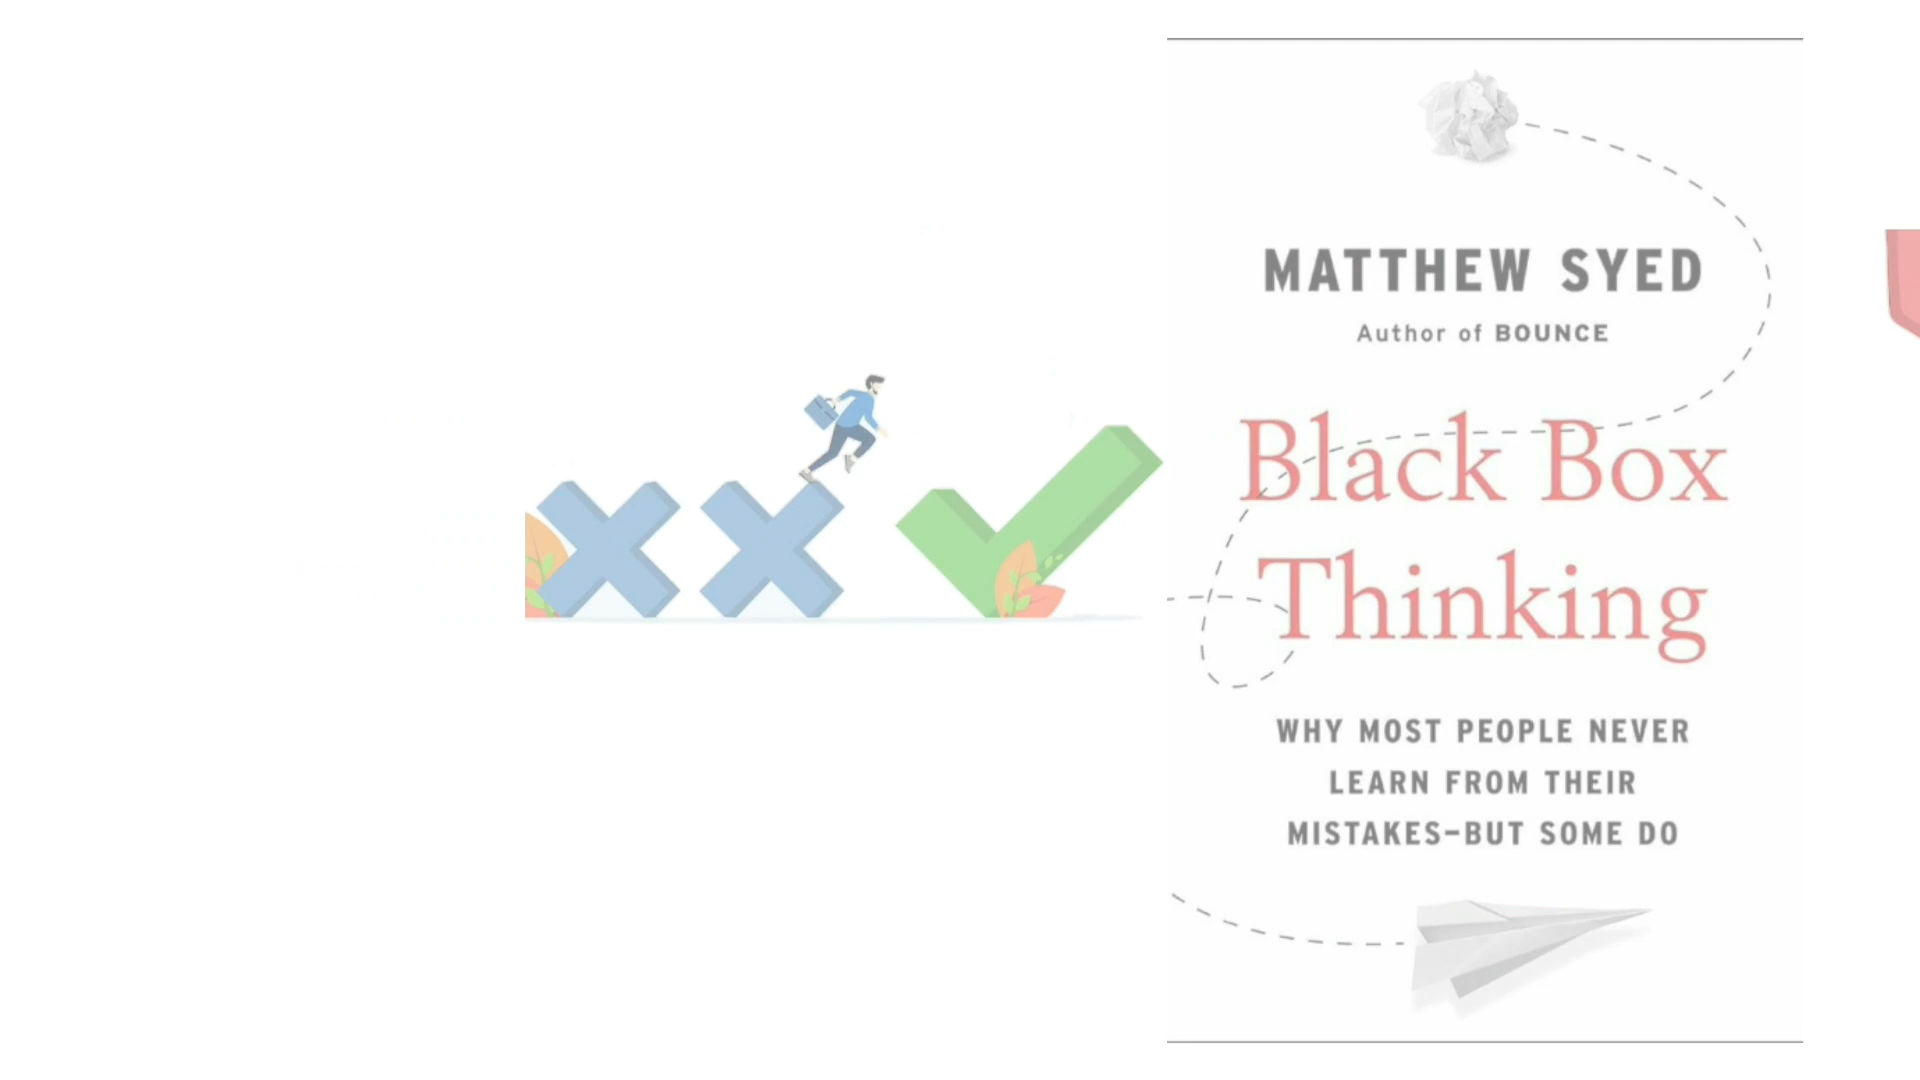 MATTHEW SYED
Author of BOUNCE
Black Box
Thinking
WHY MOST PEOPLE NEVER
LEARN FROM THEIR
MISTAKES–BUT SOME DO